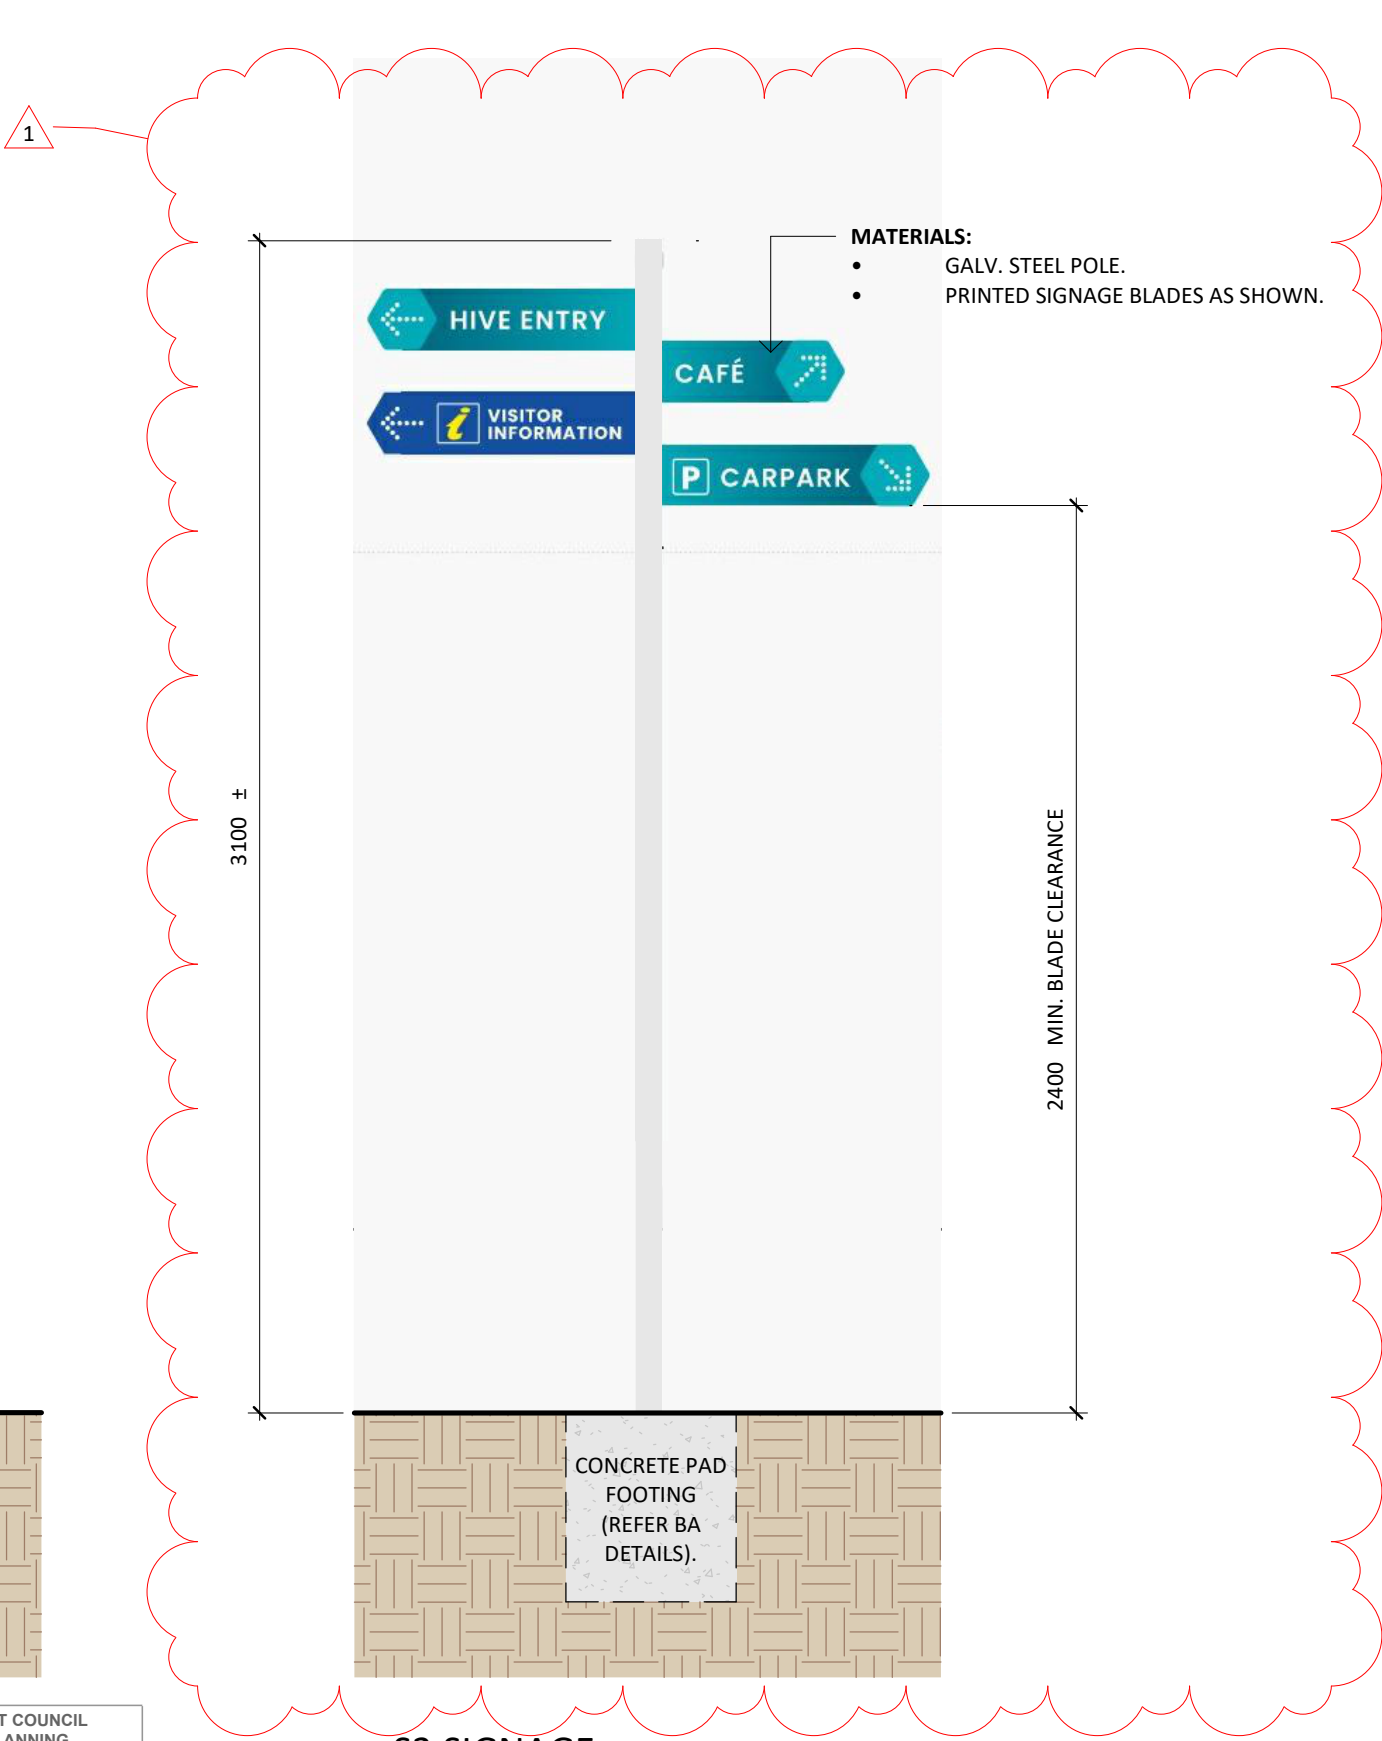 1
MATERIALS:
• GALV. STEEL POLE.
• PRINTED SIGNAGE BLADES AS SHOWN.
HIVE ENTRY
CAFÉ
i VISITOR
INFORMATION
P CARPARK
3100 ±
2400 MIN. BLADE CLEARANCE
CONCRETE PAD
FOOTING
(REFER BA
DETAILS).
COUNCIL
SIGNAGE